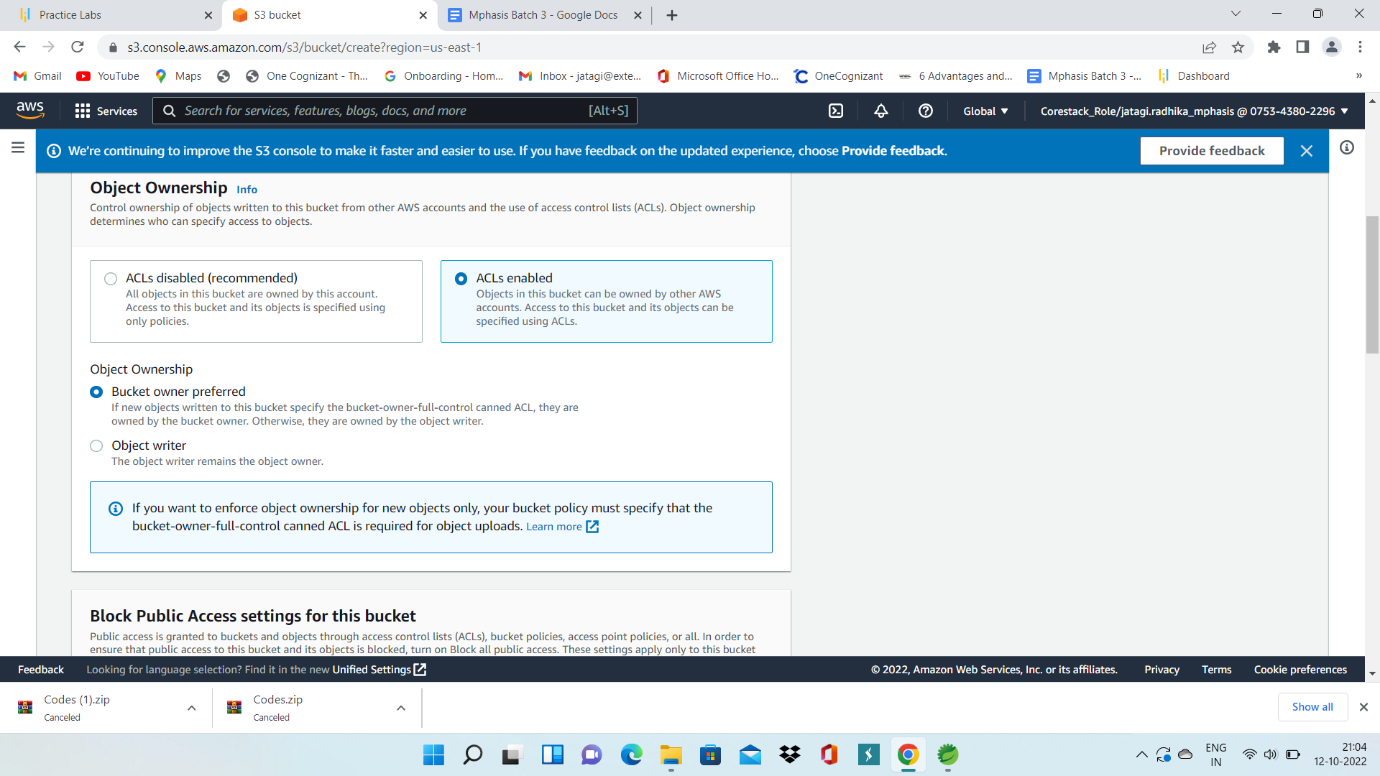 Practice Labs
S3 bucket
Mphasis Batch 3 - Google Docs
s3.console.aws.amazon.com/s3/bucket/create?region=us-east-1
Gmail
YouTube
Maps
One Cognizant - Th...
Onboarding - Hom...
Inbox - jatagi@exte...
Microsoft Office Ho...
OneCognizant
6 Advantages and...
Mphasis Batch 3 -...
Dashboard
»
aws
Services
Search for services, features, blogs, docs, and more
[Alt+S]
Global
Corestack_Role/jatagi.radhika_mphasis @ 0753-4380-2296
We're continuing to improve the S3 console to make it faster and easier to use. If you have feedback on the updated experience, choose Provide feedback.
Provide feedback
Object Ownership Info
Control ownership of objects written to this bucket from other AWS accounts and the use of access control lists (ACLs). Object ownership
determines who can specify access to objects.
ACLs disabled (recommended)
All objects in this bucket are owned by this account.
Access to this bucket and its objects is specified using
only policies.
ACLs enabled
Objects in this bucket can be owned by other AWS
accounts. Access to this bucket and its objects can be
specified using ACLs.
Object Ownership
Bucket owner preferred
If new objects written to this bucket specify the bucket-owner-full-control canned ACL, they are
owned by the bucket owner. Otherwise, they are owned by the object writer.
Object writer
The object writer remains the object owner.
If you want to enforce object ownership for new objects only, your bucket policy must specify that the
bucket-owner-full-control canned ACL is required for object uploads. Learn more
Block Public Access settings for this bucket
Public access is granted to buckets and objects through access control lists (ACLs), bucket policies, access point policies, or all. In order to
ensure that public access to this bucket and its objects is blocked, turn on Block all public access. These settings apply only to this bucket
Feedback
Looking for language selection? Find it in the new Unified Settings
© 2022, Amazon Web Services, Inc. or its affiliates.
Privacy
Terms
Cookie preferences
Codes (1).zip
Canceled
Codes.zip
Canceled
Show all
ENG
IN
21:04
12-10-2022